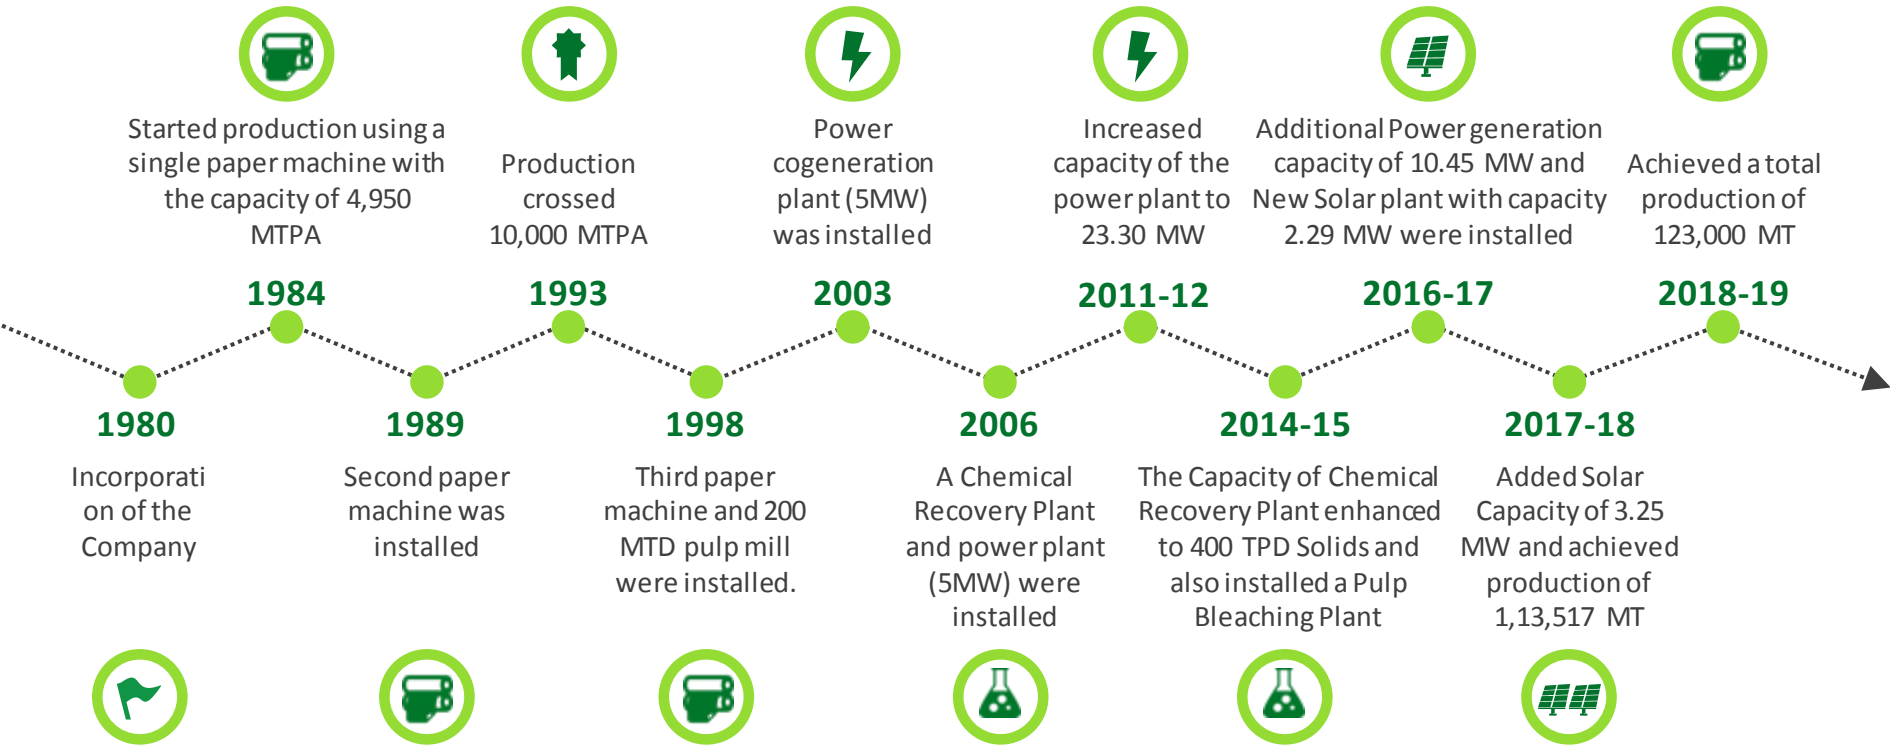 Started production using a
single paper machine with
the capacity of 4,950
MTPA
1984
Production
crossed
10,000 MTPA
1993
Power
cogeneration
plant (5MW)
was installed
2003
Increased
capacity of the
power plant to
23.30 MW
2011-12
Additional Power generation
capacity of 10.45 MW and
New Solar plant with capacity
2.29 MW were installed
2016-17
Achieved a total
production of
123,000 MT
2018-19
1980
Incorporati
on of the
Company
1989
Second paper
machine was
installed
1998
Third paper
machine and 200
MTD pulp mill
were installed.
2006
A Chemical
Recovery Plant
and power plant
(5MW) were
installed
2014-15
The Capacity of Chemical
Recovery Plant enhanced
to 400 TPD Solids and
also installed a Pulp
Bleaching Plant
2017-18
Added Solar
Capacity of 3.25
MW and achieved
production of
1,13,517 MT